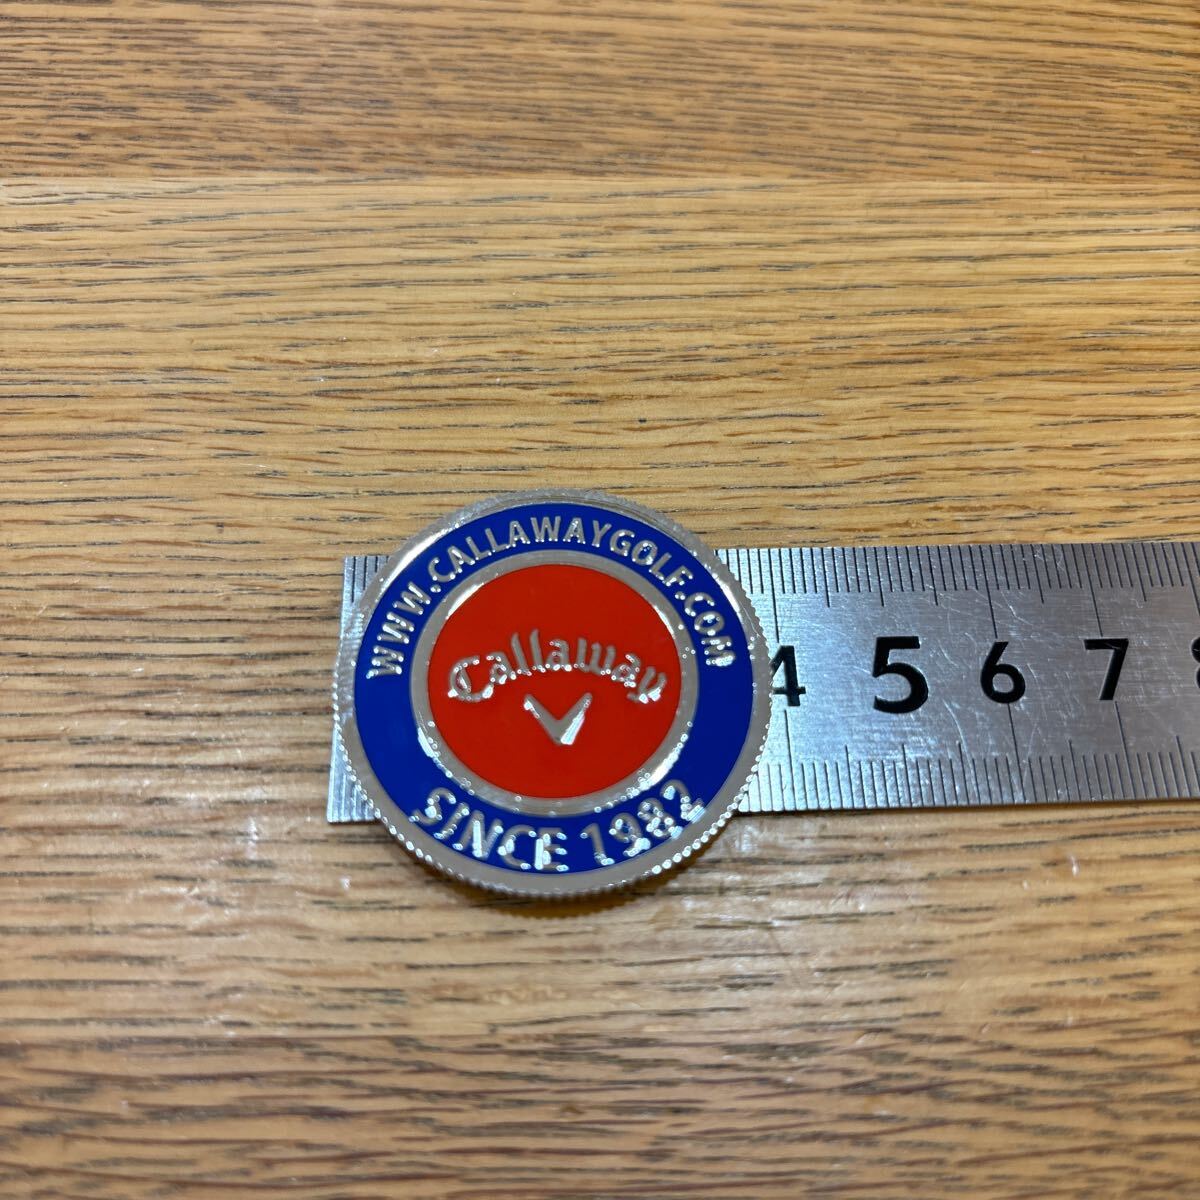 WWW.CALLAWAYGOLF.COM
Callaway
SINCE 1982
4 5 6 7